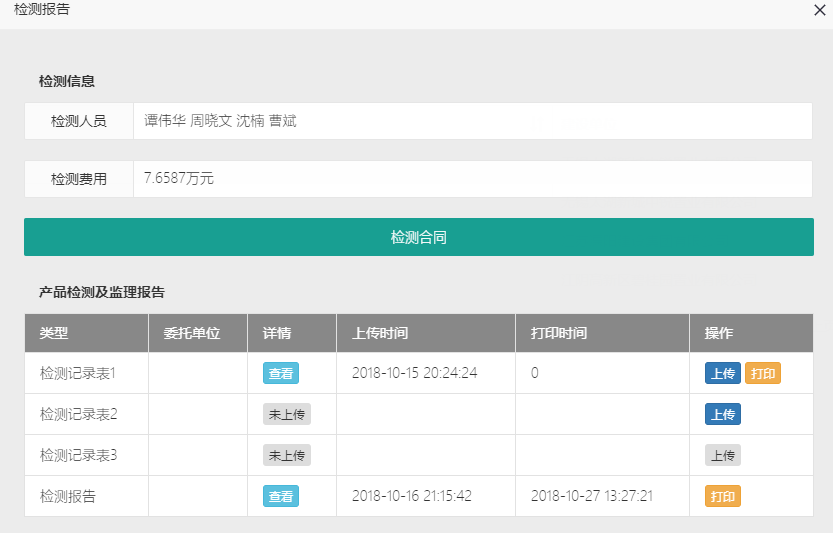 检测报告
检测信息
检测人员 谭伟华 周晓文 沈楠 曹斌
检测费用 7.6587万元
检测合同
产品检测及监理报告
类型 委托单位 详情 上传时间 打印时间 操作
检测记录表1 查看 2018-10-15 20:24:24 0 上传 打印
检测记录表2 未上传 上传
检测记录表3 未上传 上传
检测报告 查看 2018-10-16 21:15:42 2018-10-27 13:27:21 打印